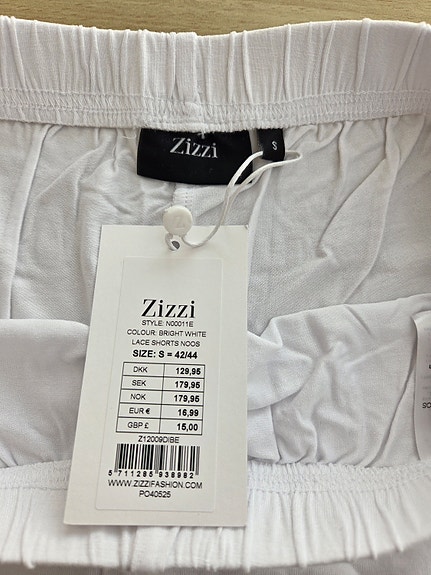 Zizzi
S
Zizzi
STYLE: N00011E
COLOUR: BRIGHT WHITE
LACE SHORTS NOOS
SIZE: S = 42/44
DKK 129,95
SEK 179,95
NOK 179,95
EUR € 16,99
GBP £ 15,00
Z12009DIBE
5 711285 938982
WWW.ZIZZIFASHION.COM
PO40525